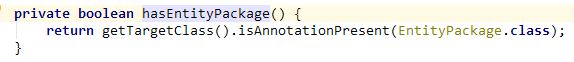 private boolean hasEntityPackage() {
    return getTargetClass().isAnnotationPresent(EntityPackage.class);
}